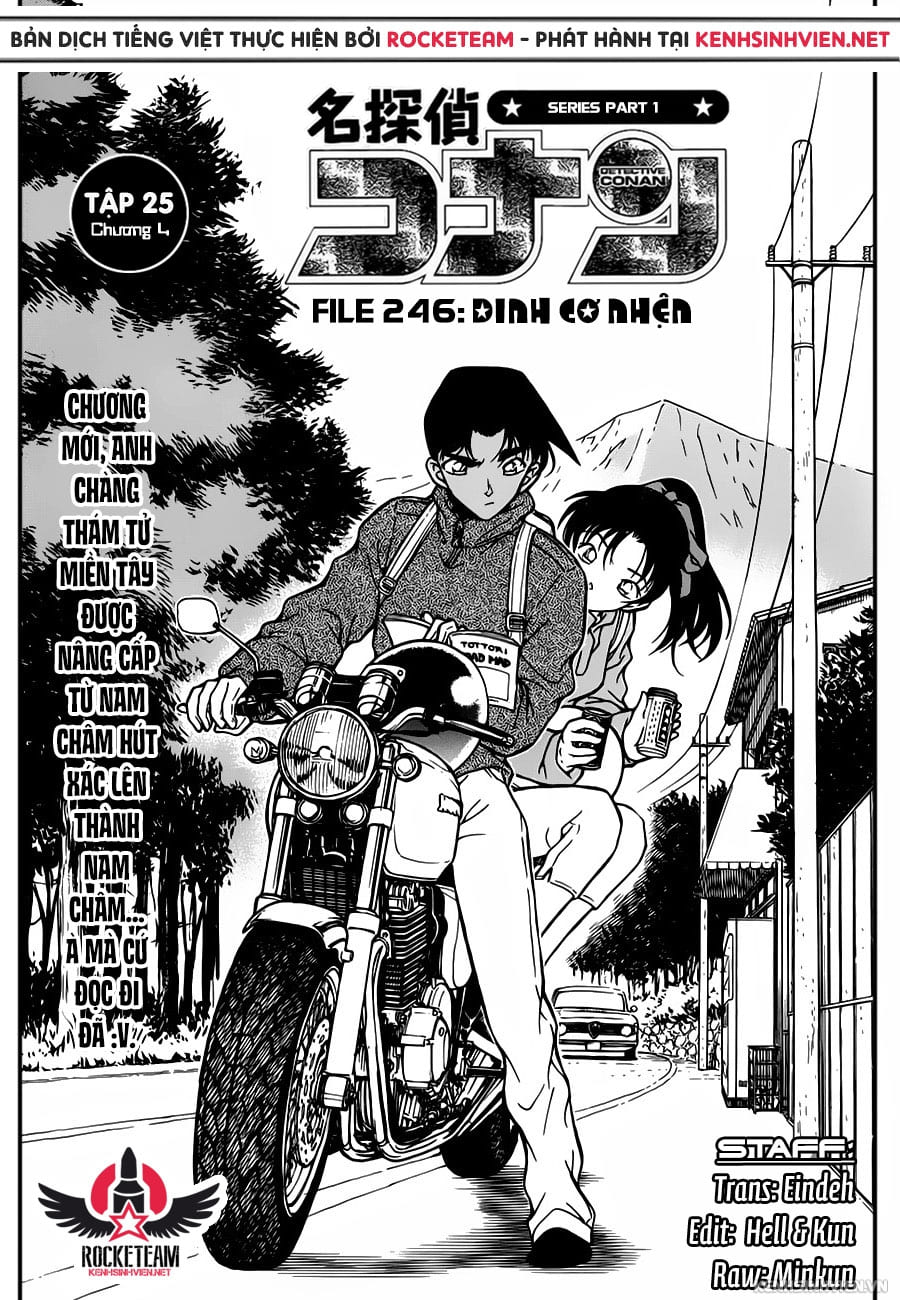 BẢN DỊCH TIẾNG VIỆT THỰC HIỆN BỞI ROCKETEAM - PHÁT HÀNH TẠI KENHSINHVIEN.NET
名探偵
SERIES PART 1
コナン
DETECTIVE
CONAN
TẬP 25
Chương 4
FILE 246: DINH CƠ NHỆN
CHƯƠNG
MỚI, ANH
CHÀNG
THÁM TỬ
MIỀN TÂY
ĐƯỢC
NÂNG CẤP
TỪ NAM
CHÂM HÚT
XÁC LÊN
THÀNH
NAM
CHÂM...
À MÀ CỨ
ĐỌC ĐI
ĐÃ :V.
TOTTORI
ROAD MAP
STAFF:
Trans: Eindeh
Edit: Hell & Kun
Raw: Minkun
ROCKETEAM
KENHSINHVIEN.NET
KENHSINHVIEN.VN